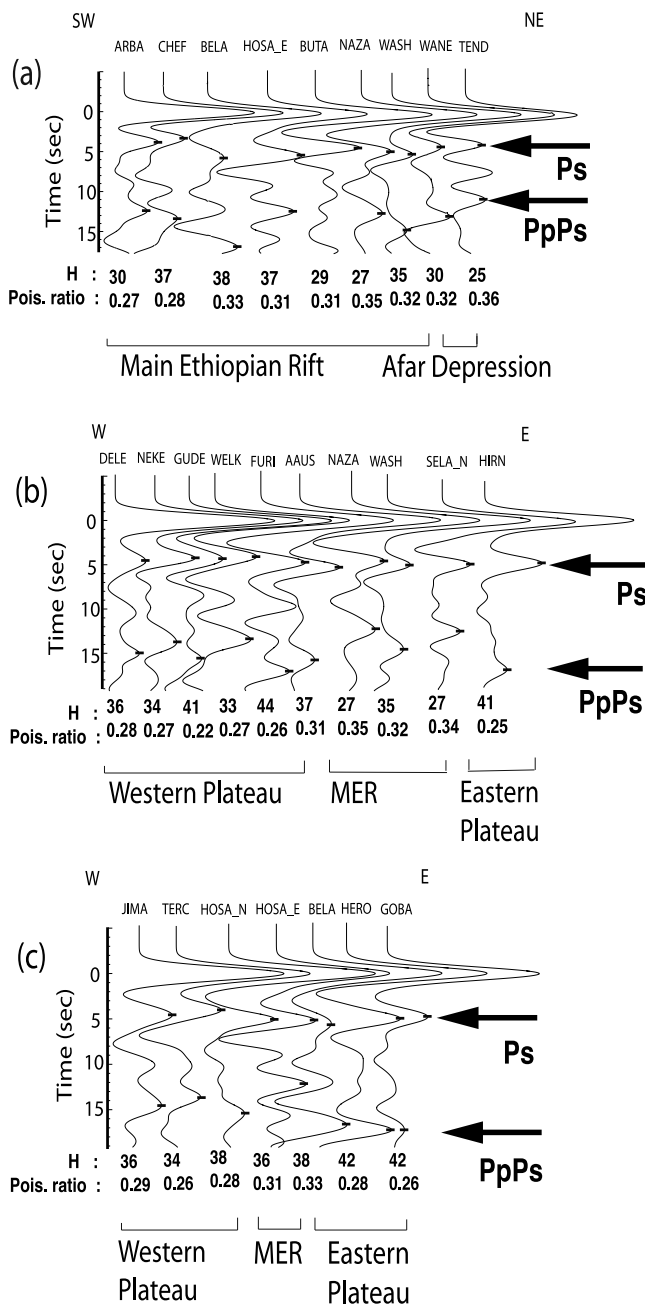 SW NE
ARBA CHEF BELA HOSA_E BUTA NAZA WASH WANE TEND
(a)
0
5
10
15
Time (sec)
Ps
PpPs
H : 30 37 38 37 29 27 35 30 25
Pois. ratio : 0.27 0.28 0.33 0.31 0.31 0.35 0.32 0.32 0.36
Main Ethiopian Rift Afar Depression
W E
DELE NEKE GUDE WELK FURI AAUS NAZA WASH SELA_N HIRN
(b)
0
5
10
15
Time (sec)
Ps
PpPs
H : 36 34 41 33 44 37 27 35 27 41
Pois. ratio : 0.28 0.27 0.22 0.27 0.26 0.31 0.35 0.32 0.34 0.25
Western Plateau MER Eastern
Plateau
W E
JIMA TERC HOSA_N HOSA_E BELA HERO GOBA
(c)
0
5
10
15
Time (sec)
Ps
PpPs
H : 36 34 38 36 38 42 42
Pois. ratio : 0.29 0.26 0.28 0.31 0.33 0.28 0.26
Western MER Eastern
Plateau Plateau